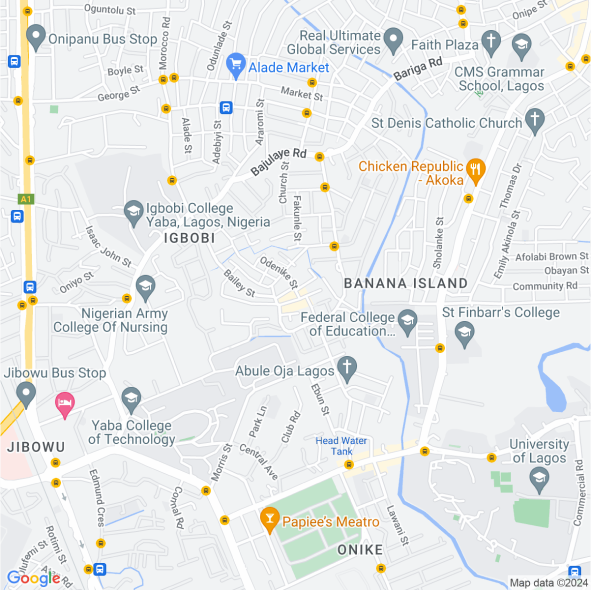 Oguntolu St
Onipe St
Onipanu Bus Stop
Morocco Rd
Odunlade St
Real Ultimate
Global Services
Faith Plaza
Alade Market
Boyle St
Bariga Rd
CMS Grammar
School, Lagos
George St
Market St
Alade St
Adebiyi St
Araromi St
St Denis Catholic Church
Bajulaye Rd
Church St
Chicken Republic
- Akoka
Thomas Dr
A1
Igbobi College
Yaba, Lagos, Nigeria
Fakunle St
IGBOBI
Isaac John St
Sholanke St
Emily Akinola St
Afolabi Brown St
Obayan St
Community Rd
Oniyo St
Bailey St
Odenike St
BANANA ISLAND
Nigerian Army
College Of Nursing
Federal College
of Education...
St Finbarr's College
Jibowu Bus Stop
Abule Oja Lagos
Yaba College
of Technology
Park Ln
Club Rd
Ebun St
JIBOWU
Morris St
Central Ave
Head Water
Tank
University
of Lagos
Commercial Rd
Edmund Cres
Cormal Rd
Papiee's Meatro
Lawani St
Rotimi St
ONIKE
Google
Map data ©2024